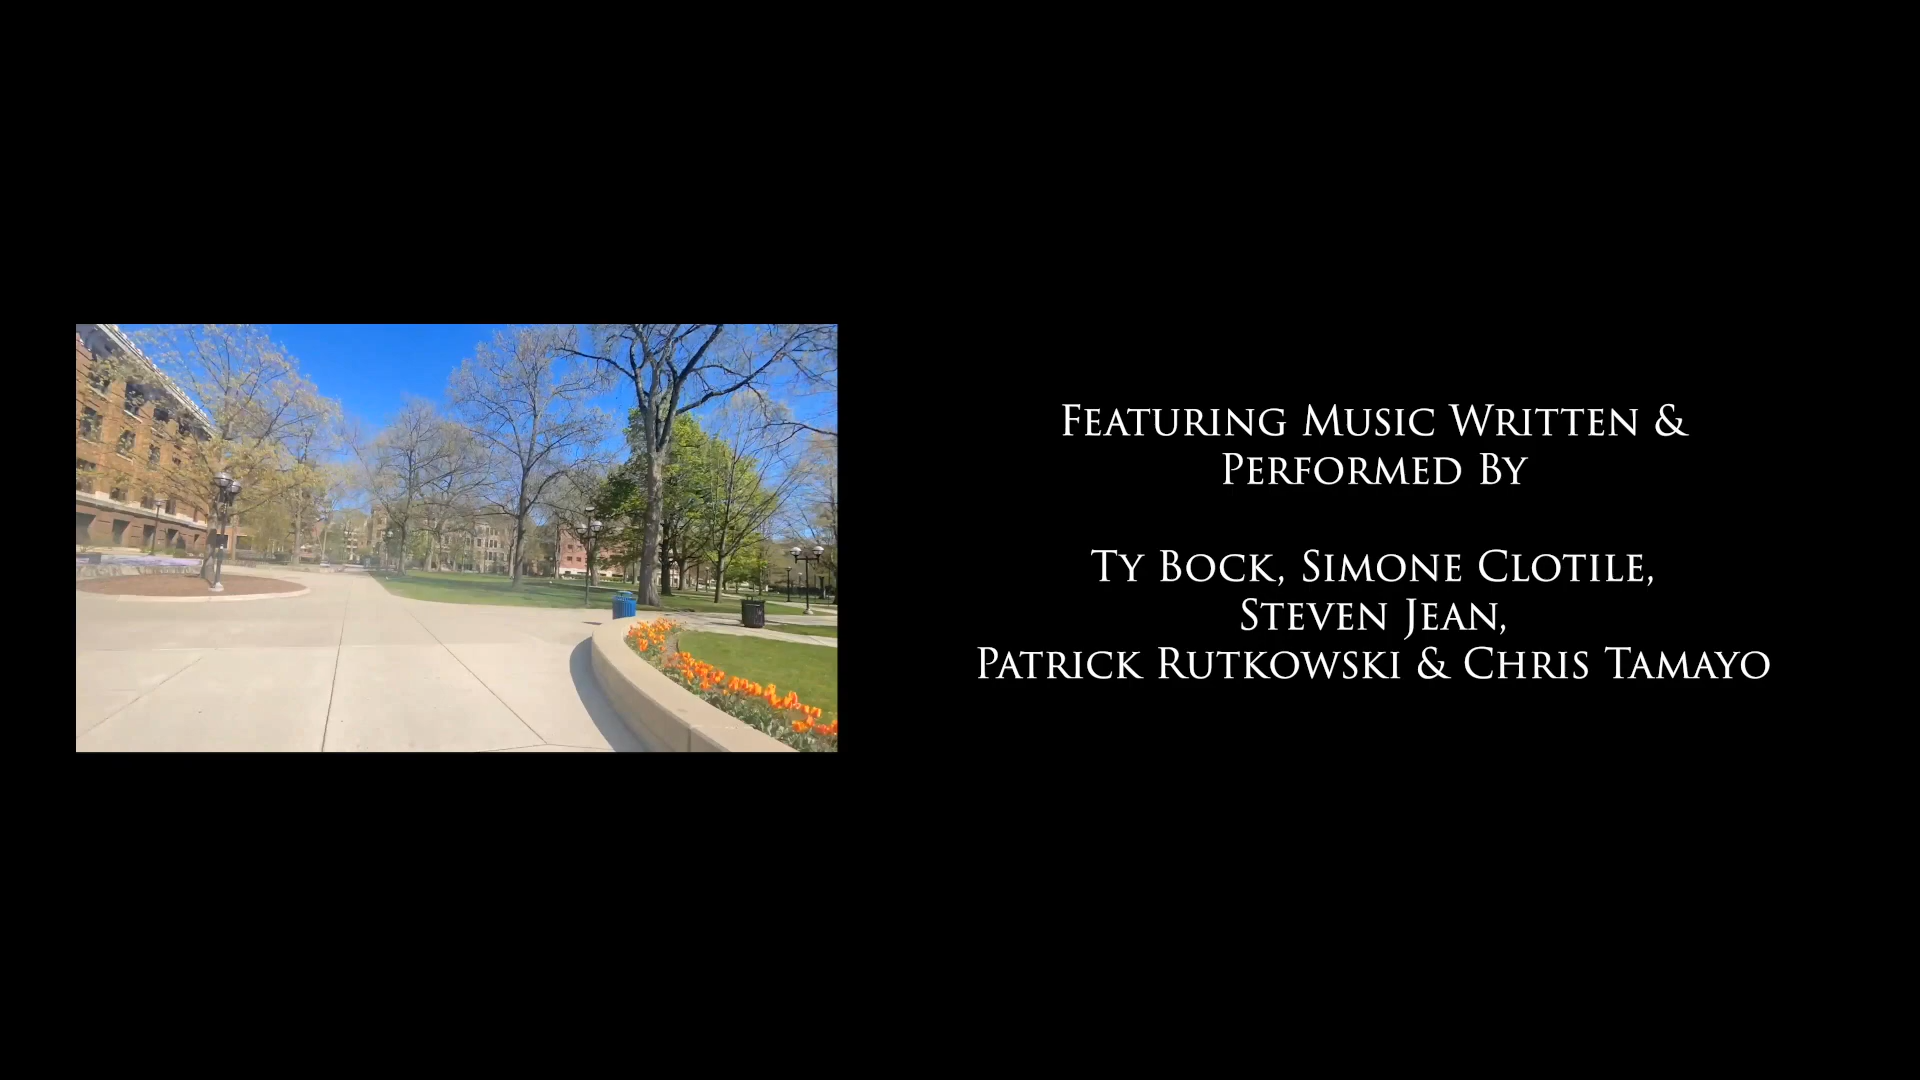 Featuring Music Written &
Performed By
Ty Bock, Simone Clotile,
Steven Jean,
Patrick Rutkowski & Chris Tamayo